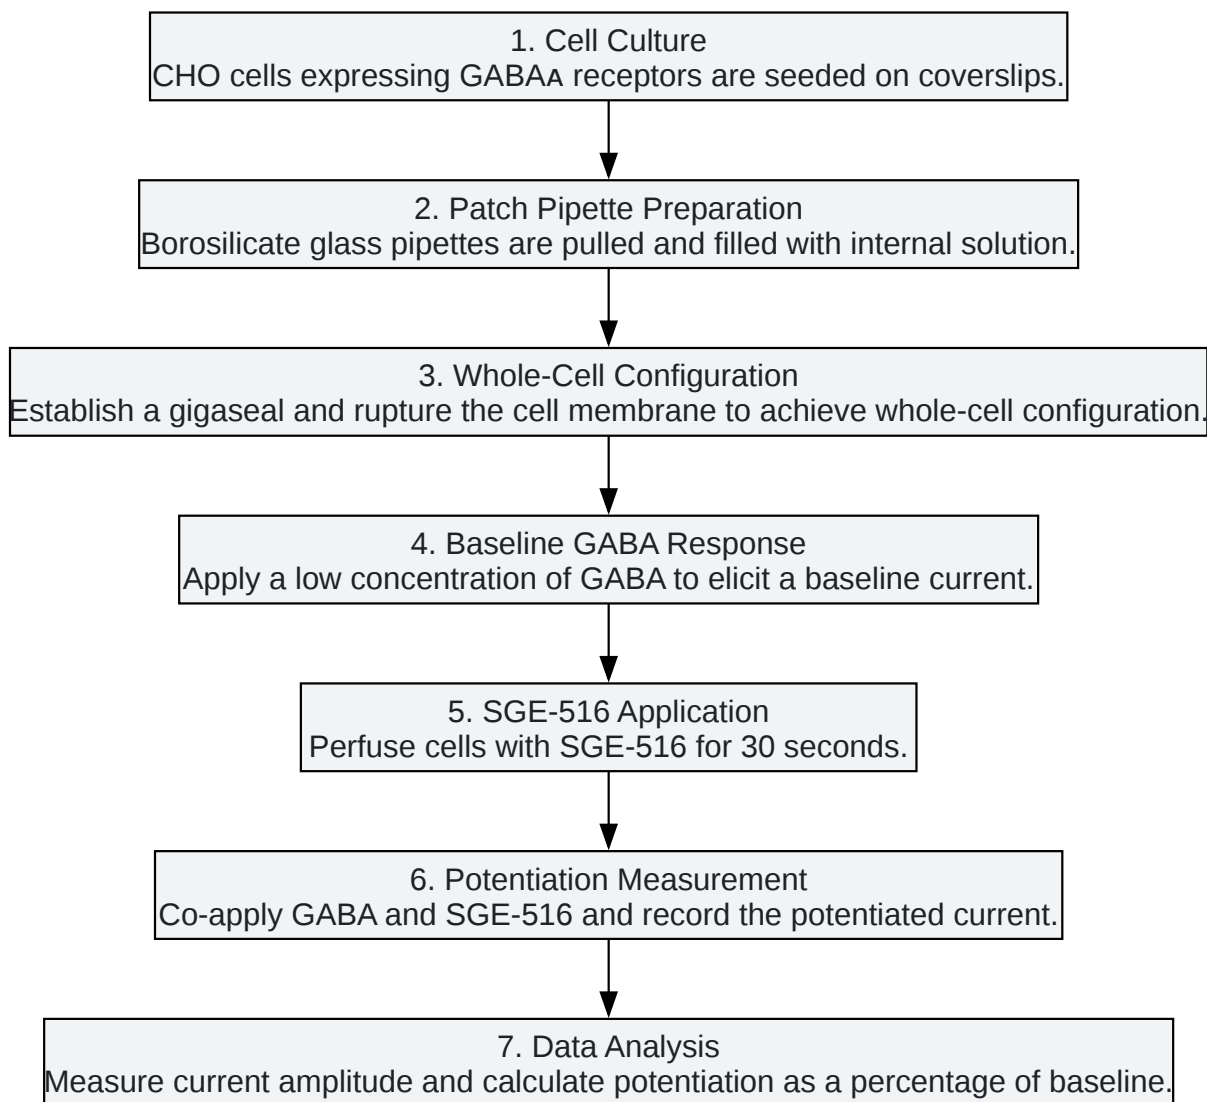 1. Cell Culture
CHO cells expressing GABAᴀ receptors are seeded on coverslips.
2. Patch Pipette Preparation
Borosilicate glass pipettes are pulled and filled with internal solution.
3. Whole-Cell Configuration
Establish a gigaseal and rupture the cell membrane to achieve whole-cell configuration.
4. Baseline GABA Response
Apply a low concentration of GABA to elicit a baseline current.
5. SGE-516 Application
Perfuse cells with SGE-516 for 30 seconds.
6. Potentiation Measurement
Co-apply GABA and SGE-516 and record the potentiated current.
7. Data Analysis
Measure current amplitude and calculate potentiation as a percentage of baseline.